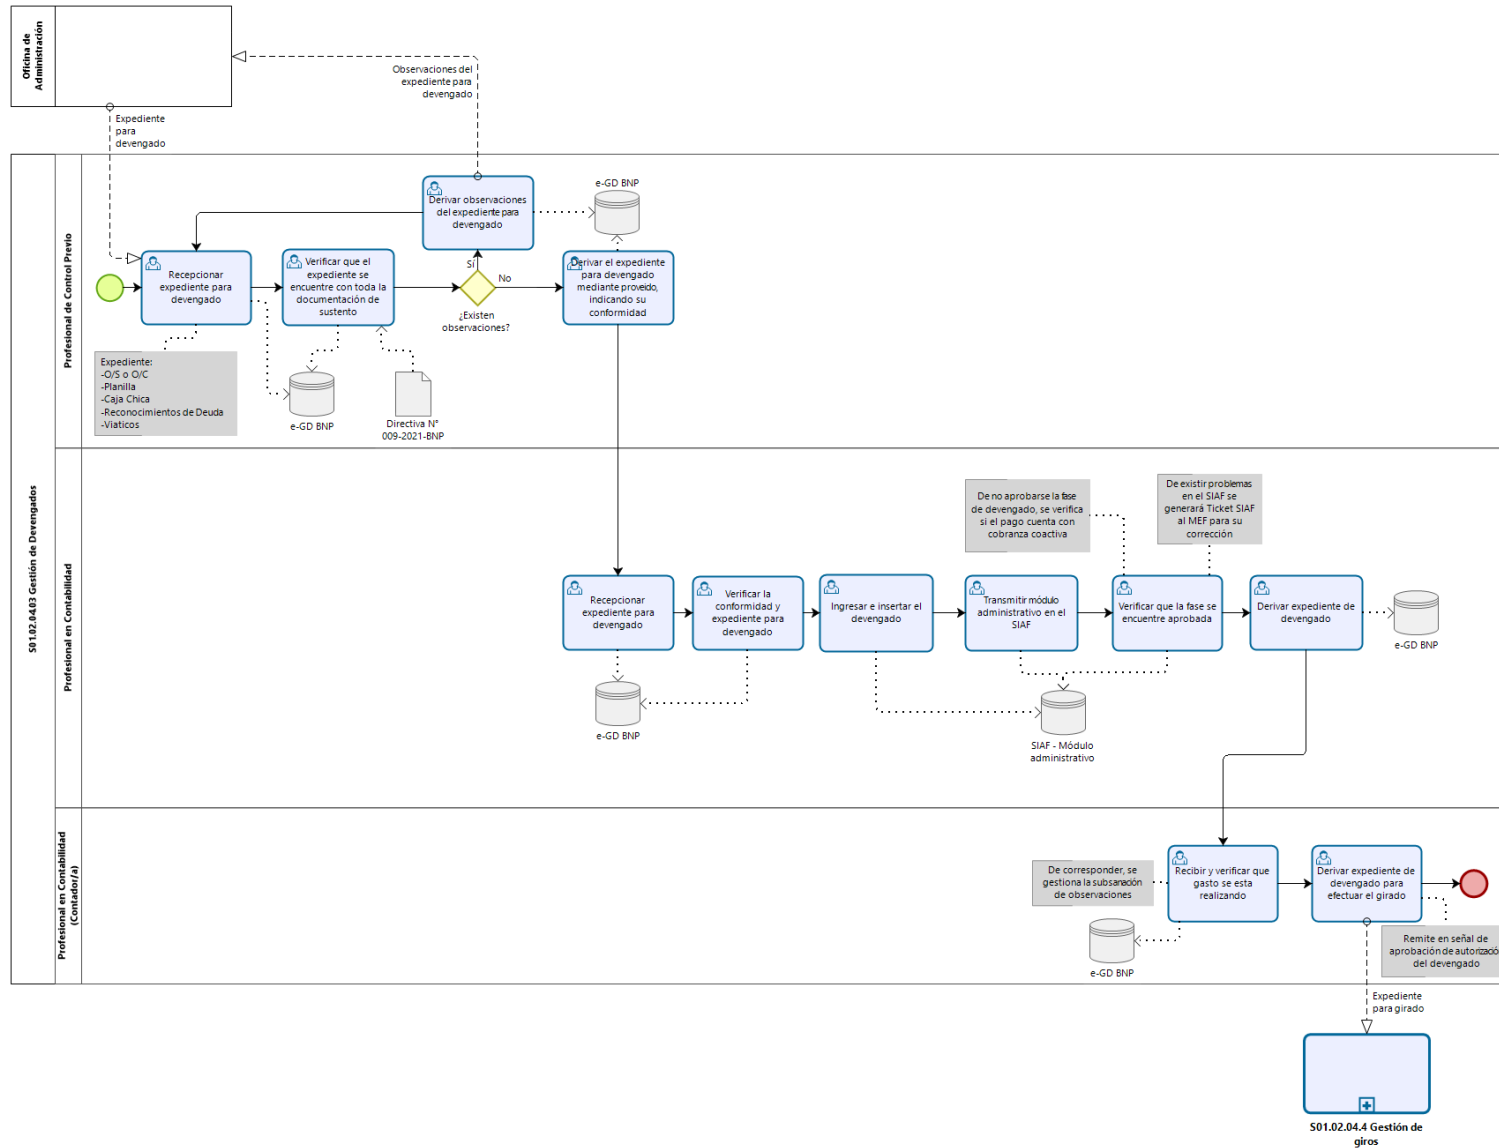 Oficina de
Administración
Observaciones del
expediente para
devengado
Expediente
para
devengado
S01.02.04.03 Gestión de Devengados
Profesional de Control Previo
Derivar observaciones
del expediente para
devengado
e-GD BNP
Recepcionar
expediente para
devengado
Verificar que el
expediente se
encuentre con toda la
documentación de
sustento
Sí
No
¿Existen
observaciones?
Derivar el expediente
para devengado
mediante proveido,
indicando su
conformidad
Expediente:
-O/S o O/C
-Planilla
-Caja Chica
-Reconocimientos de Deuda
-Viaticos
e-GD BNP
Directiva N°
009-2021-BNP
Profesional en Contabilidad
De no aprobarse la fase
de devengado, se verifica
si el pago cuenta con
cobranza coactiva
De existir problemas
en el SIAF se
generará Ticket SIAF
al MEF para su
corrección
Recepcionar
expediente para
devengado
Verificar la
conformidad y
expediente para
devengado
Ingresar e insertar el
devengado
Transmitir módulo
administrativo en el
SIAF
Verificar que la fase se
encuentre aprobada
Derivar expediente de
devengado
e-GD BNP
e-GD BNP
SIAF - Módulo
administrativo
Profesional en Contabilidad
(Contador/a)
De corresponder, se
gestiona la subsanación
de observaciones
Recibir y verificar que
gasto se esta
realizando
Derivar expediente de
devengado para
efectuar el girado
e-GD BNP
Remite en señal de
aprobación de autorizació
del devengado
Expediente
para girado
S01.02.04.4 Gestión de
giros